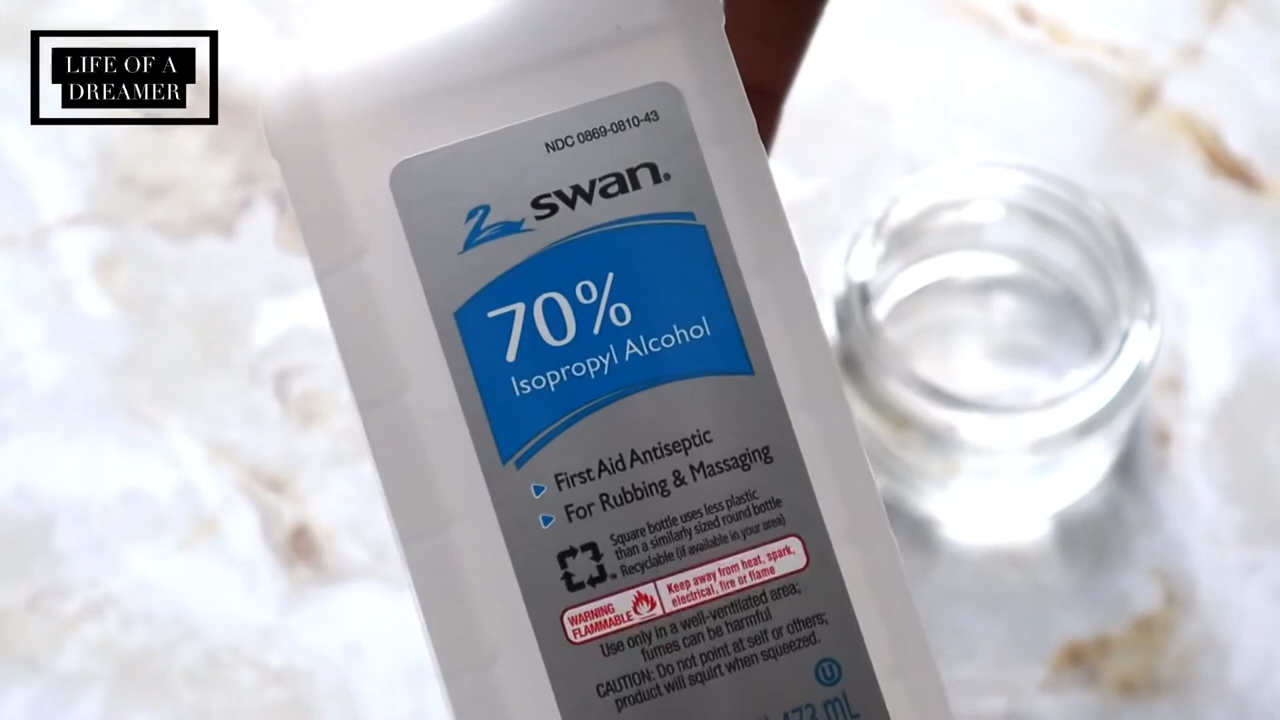 LIFE OF A
DREAMER
NDC 0869-0810-43
swan.
70%
Isopropyl Alcohol
First Aid Antiseptic
For Rubbing & Massaging
Square bottle uses less plastic
than a similarly sized round bottle
Recyclable (if available in your area)
WARNING
FLAMMABLE
Keep away from heat, spark,
electrical, fire or flame
Use only in a well-ventilated area;
fumes can be harmful
CAUTION: Do not point at self or others;
product will squirt when squeezed.
U
473 mL